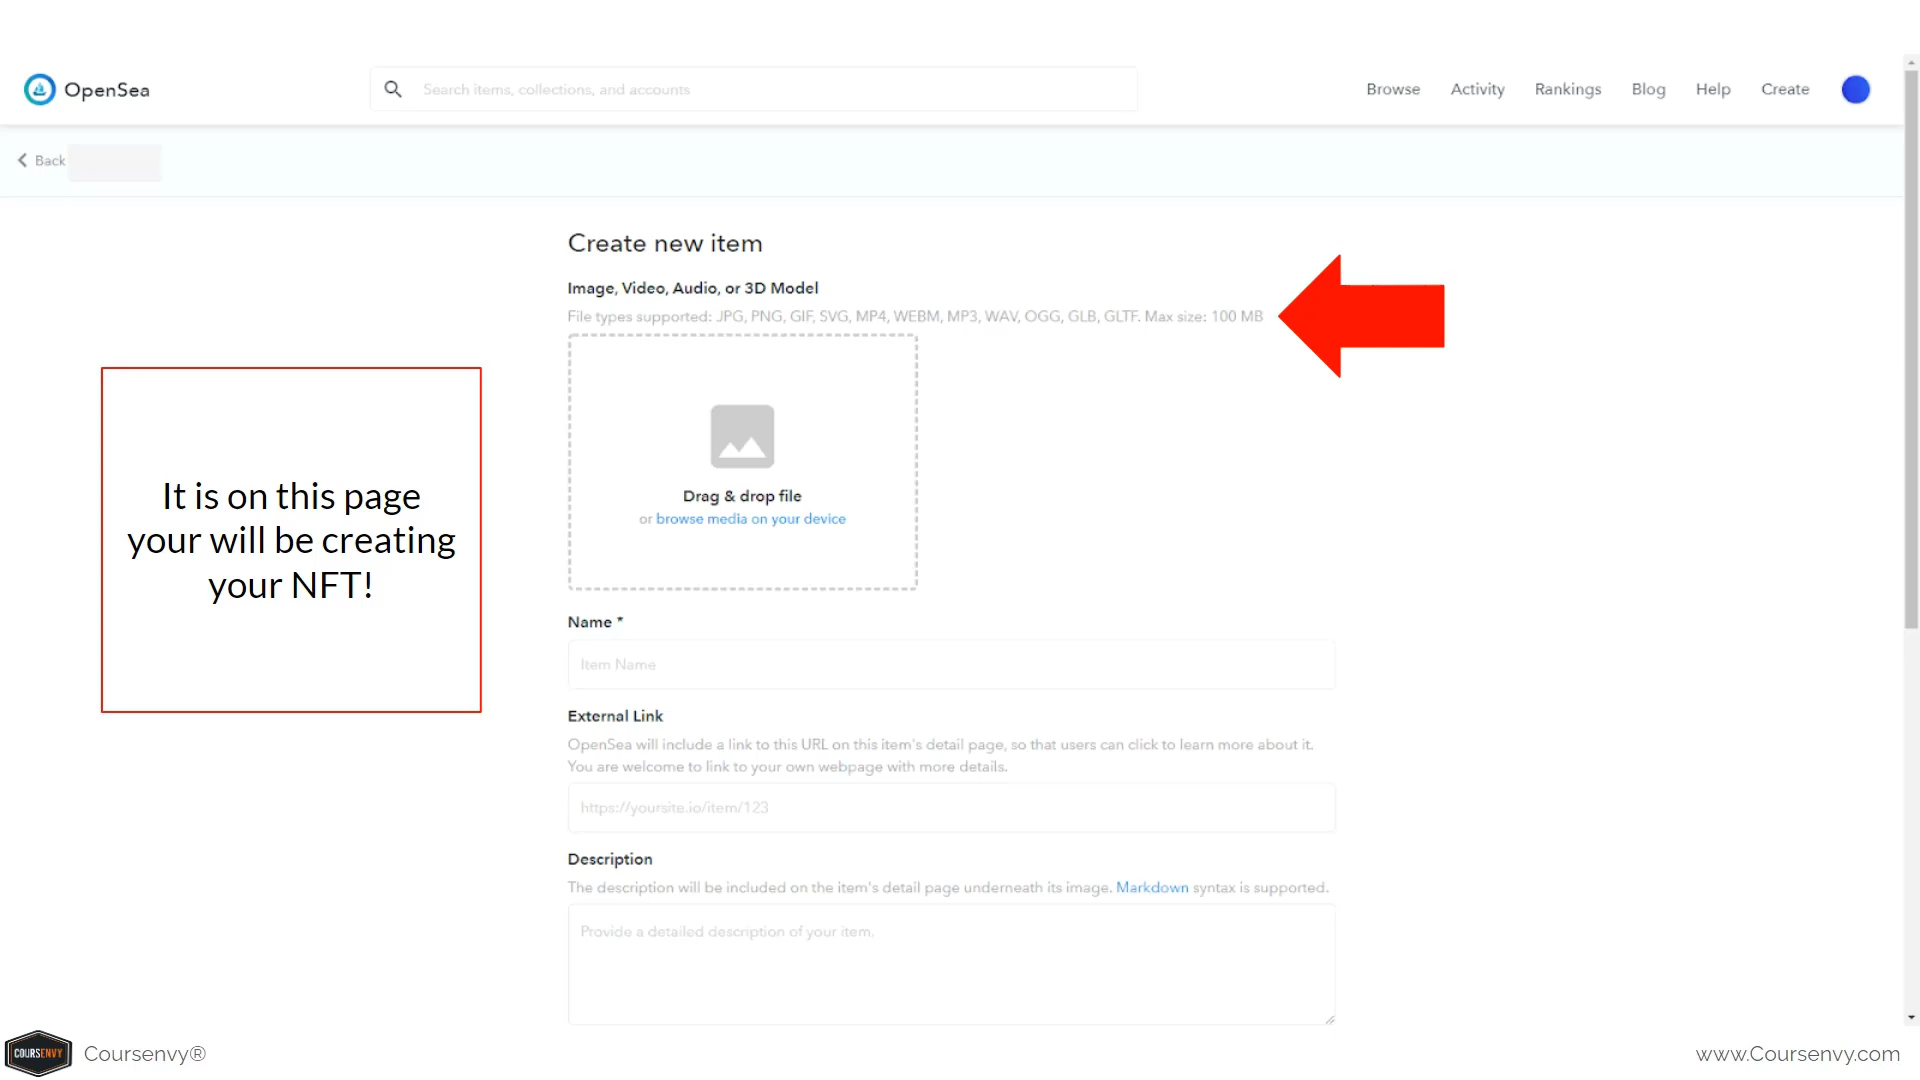 OpenSea
Search items, collections, and accounts
Browse Activity Rankings Blog Help Create
Back
Create new item
Image, Video, Audio, or 3D Model
File types supported: JPG, PNG, GIF, SVG, MP4, WEBM, MP3, WAV, OGG, GLB, GLTF. Max size: 100 MB
Drag & drop file
or browse media on your device
It is on this page
your will be creating
your NFT!
Name *
Item Name
External Link
OpenSea will include a link to this URL on this item's detail page, so that users can click to learn more about it.
You are welcome to link to your own webpage with more details.
https://yoursite.io/item/123
Description
The description will be included on the item's detail page underneath its image. Markdown syntax is supported.
Provide a detailed description of your item.
COURSENVY
Coursenvy®
www.Coursenvy.com